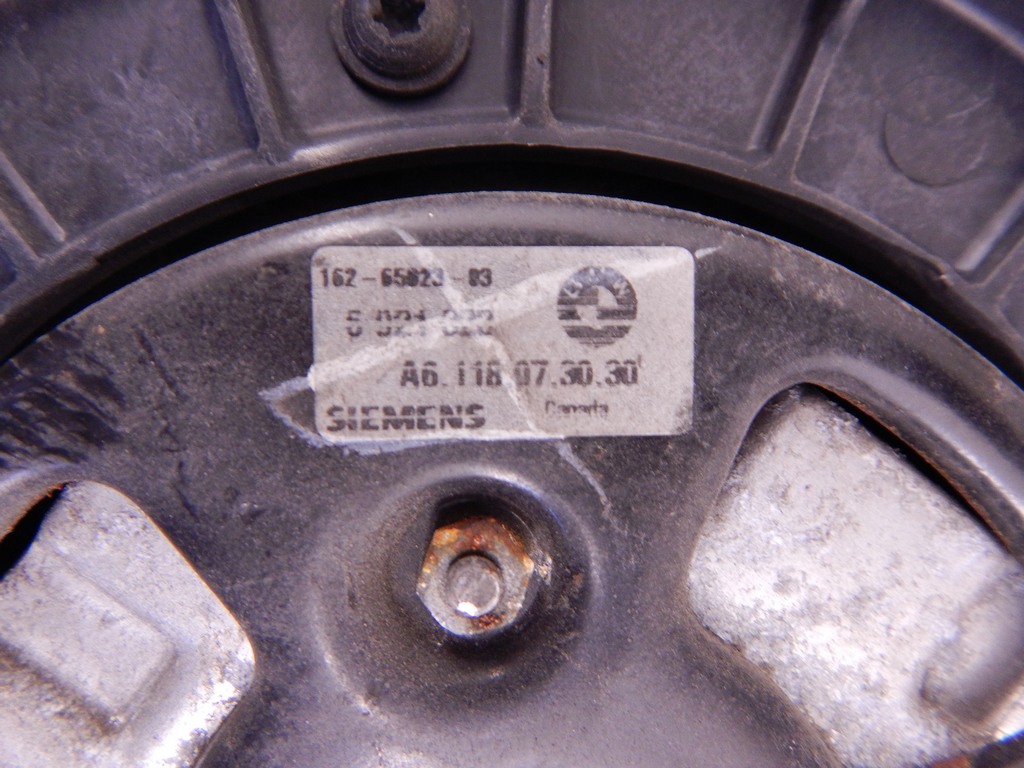 162-65023-03
A6.118 07.30.30
SIEMENS
Canada